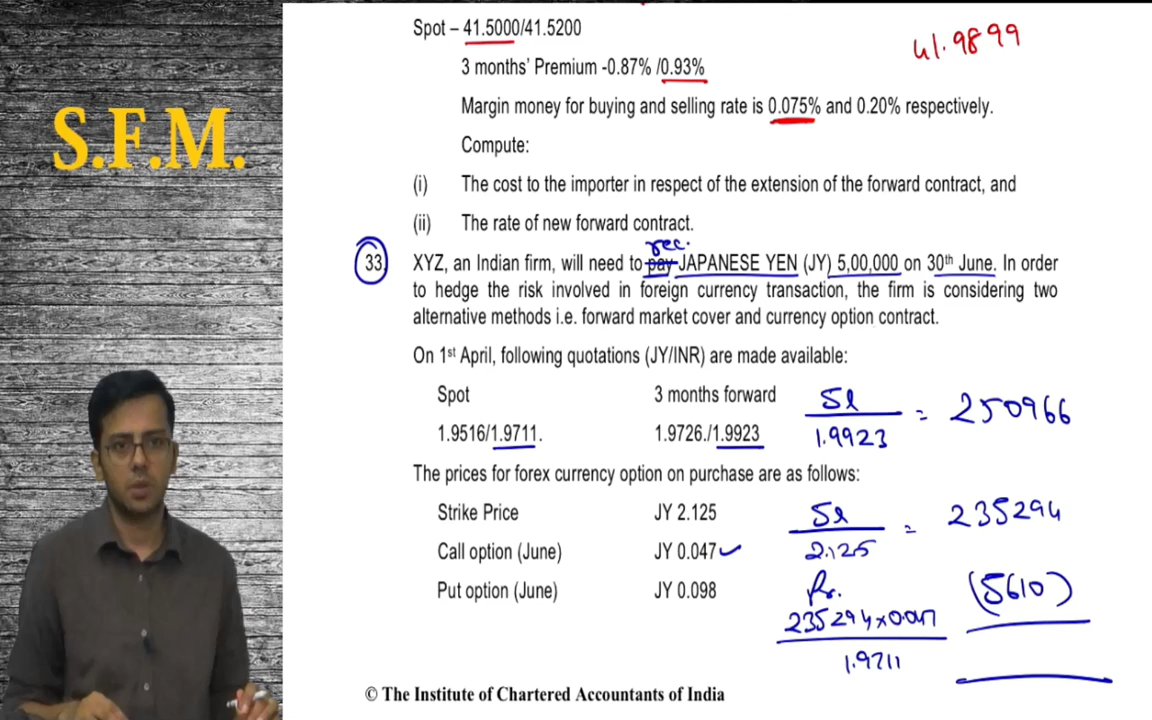 S.F.M.
Spot – 41.5000/41.5200
41.9899
3 months' Premium -0.87% /0.93%
Margin money for buying and selling rate is 0.075% and 0.20% respectively.
Compute:
(i) The cost to the importer in respect of the extension of the forward contract, and
(ii) The rate of new forward contract.
rec.
33. XYZ, an Indian firm, will need to pay JAPANESE YEN (JY) 5,00,000 on 30th June. In order
to hedge the risk involved in foreign currency transaction, the firm is considering two
alternative methods i.e. forward market cover and currency option contract.
On 1st April, following quotations (JY/INR) are made available:
Spot 3 months forward
1.9516/1.9711. 1.9726./1.9923
5l
1.9923 = 250966
The prices for forex currency option on purchase are as follows:
Strike Price JY 2.125
Call option (June) JY 0.047
Put option (June) JY 0.098
5l
2.125 = 235294
Pr.
235294x0.047 (5610)
1.9711
© The Institute of Chartered Accountants of India